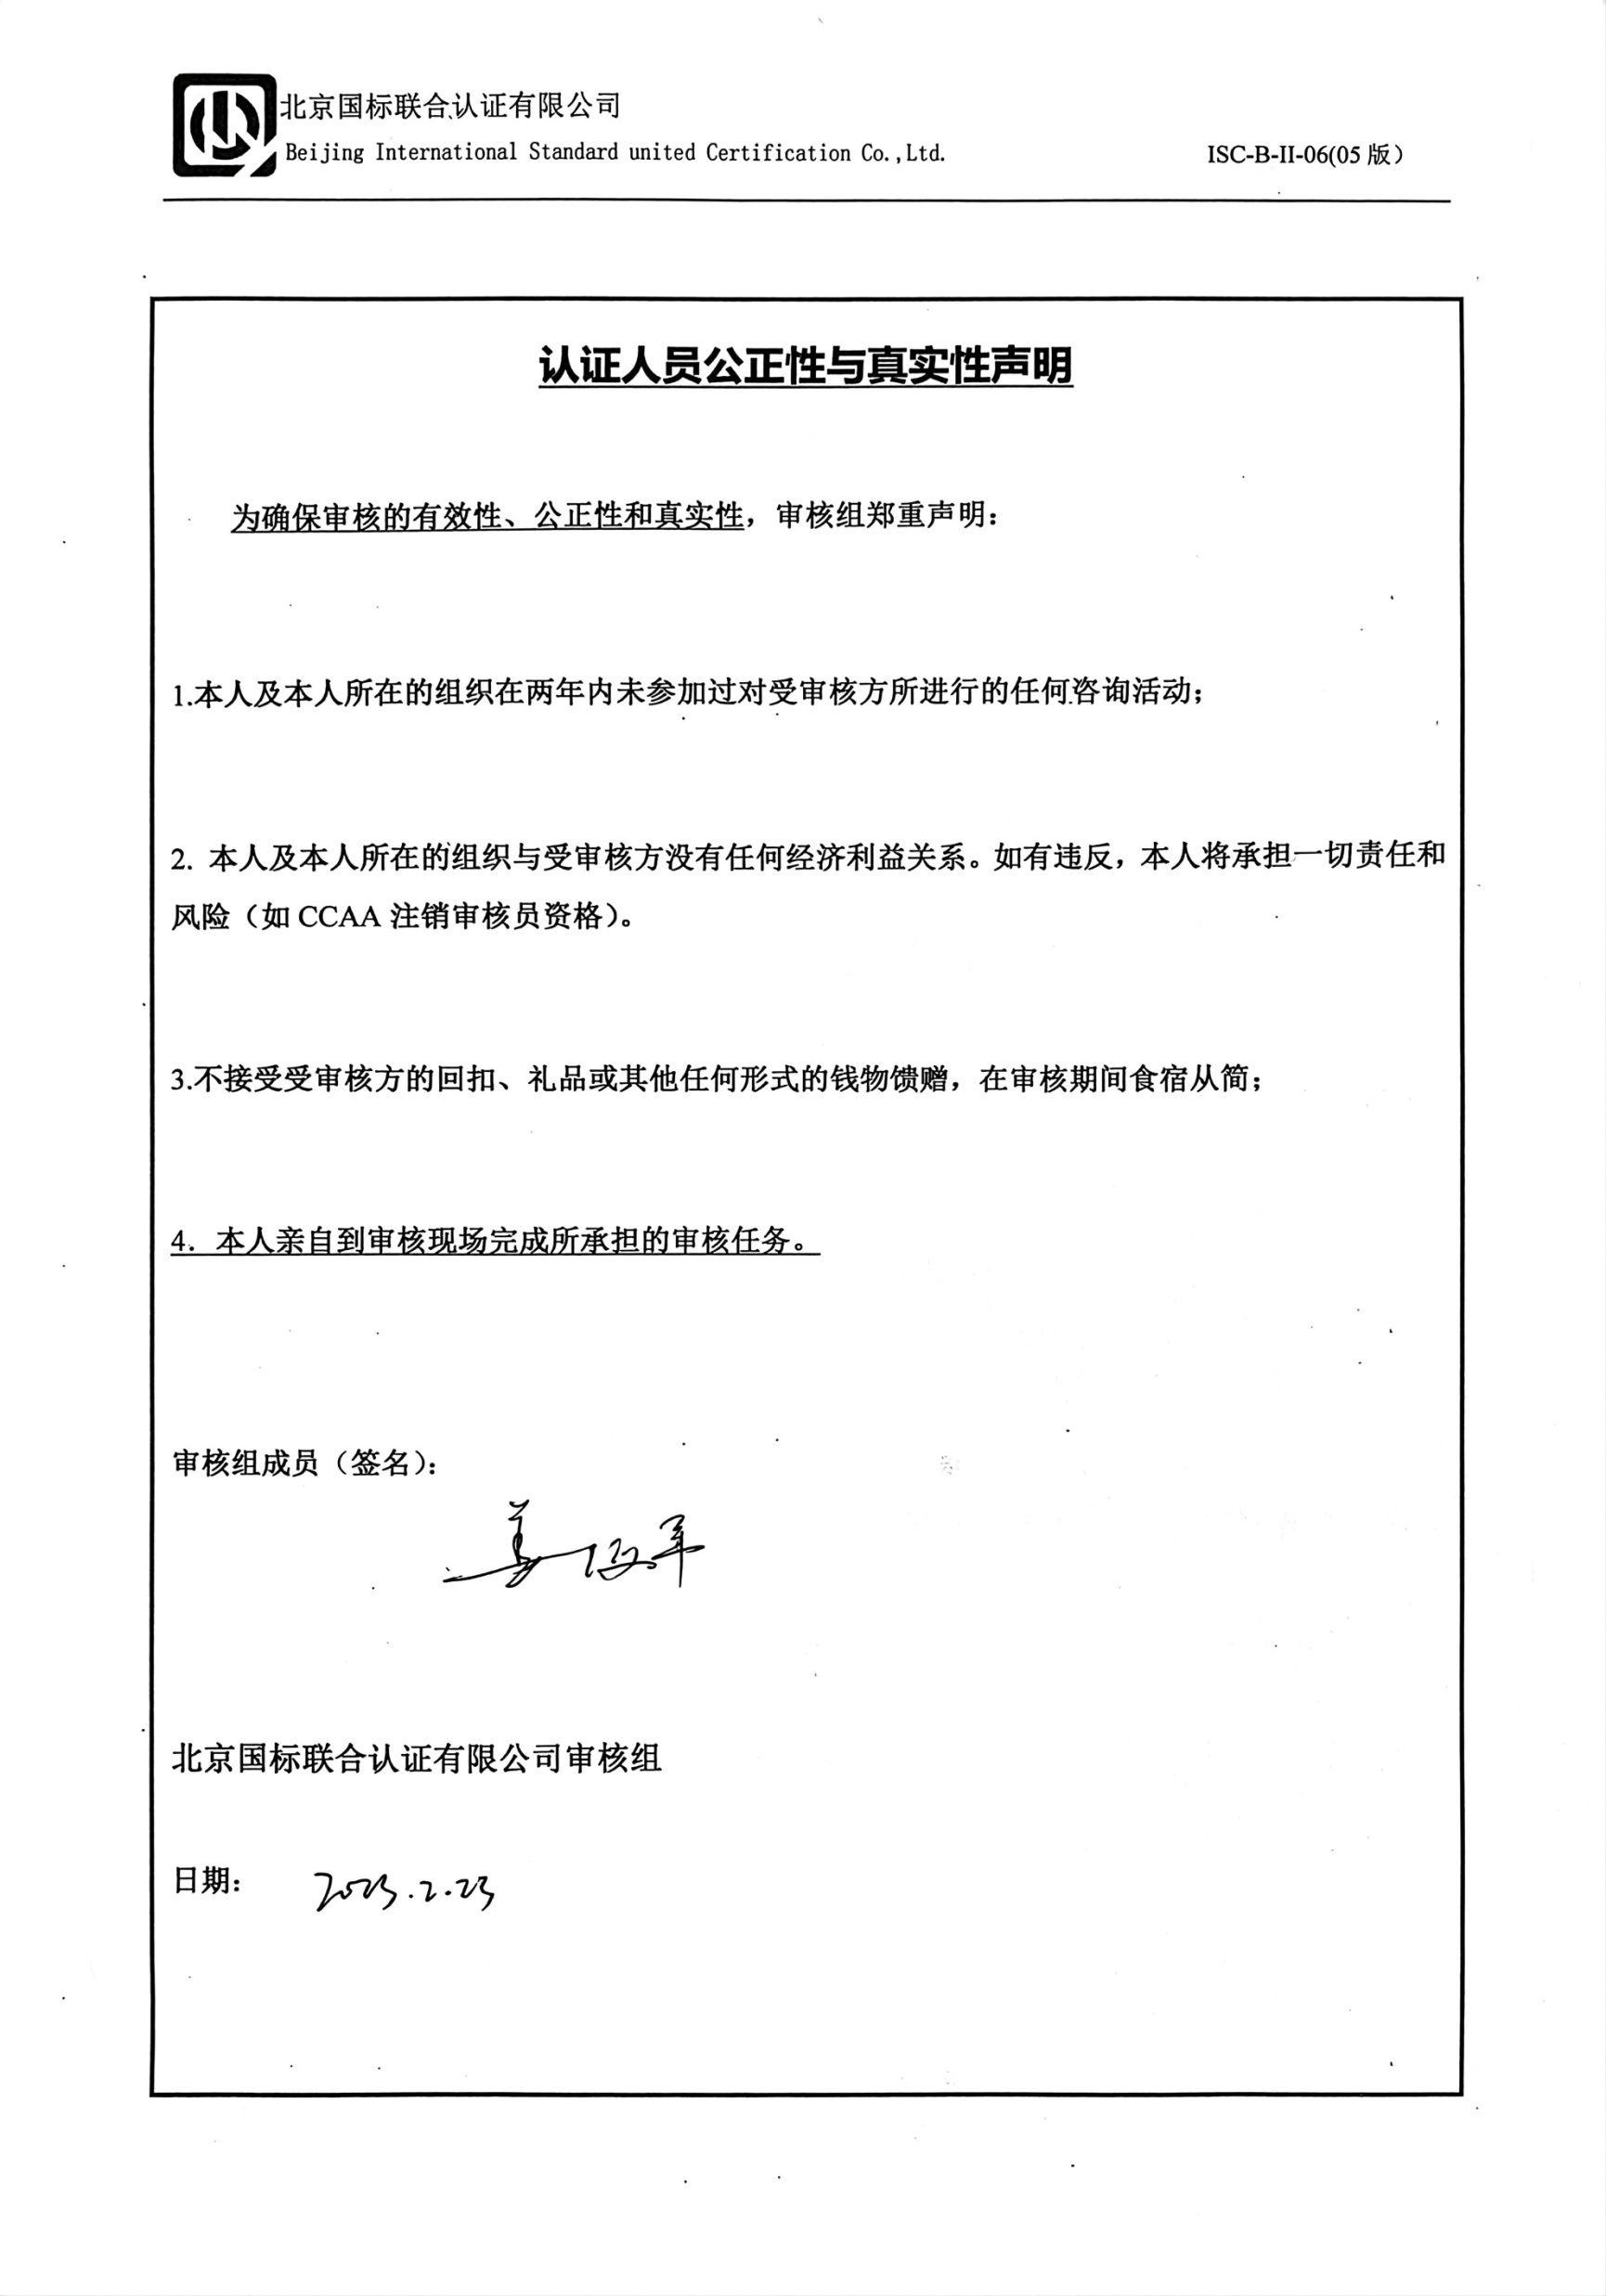 北京国标联合认证有限公司
Beijing International Standard united Certification Co.,Ltd.
ISC-B-II-06(05版)
认证人员公正性与真实性声明
为确保审核的有效性、公正性和真实性，审核组郑重声明：
1.本人及本人所在的组织在两年内未参加过对受审核方所进行的任何咨询活动；
2. 本人及本人所在的组织与受审核方没有任何经济利益关系。如有违反，本人将承担一切责任和
风险（如 CCAA 注销审核员资格）。
3.不接受受审核方的回扣、礼品或其他任何形式的钱物馈赠，在审核期间食宿从简；
4. 本人亲自到审核现场完成所承担的审核任务。
审核组成员（签名）：
北京国标联合认证有限公司审核组
日期： 2023.2.23